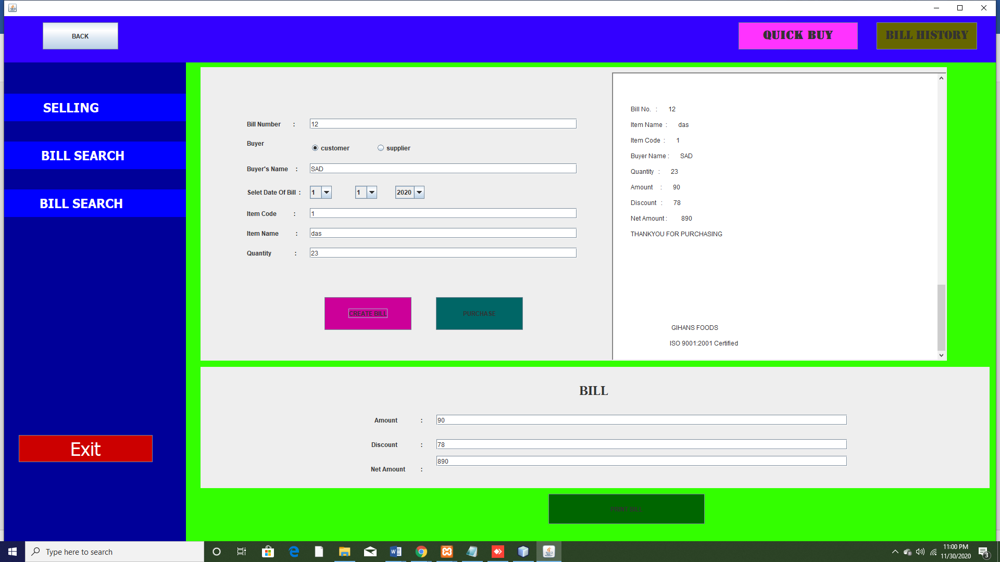 BACK
QUICK BUY
BILL HISTORY
SELLING
BILL SEARCH
BILL SEARCH
Exit
Bill Number :
12
Buyer
customer
supplier
Buyer's Name :
SAD
Selet Date Of Bill :
1
1
2020
Item Code :
1
Item Name :
das
Quantity :
23
CREATE BILL
PURCHASE
Bill No. : 12
Item Name : das
Item Code : 1
Buyer Name : SAD
Quantity : 23
Amount : 90
Discount : 78
Net Amount : 890
THANKYOU FOR PURCHASING
GIHANS FOODS
ISO 9001:2001 Certified
BILL
Amount :
90
Discount :
78
Net Amount :
890
PRINT BILL
Type here to search
11:00 PM
11/30/2020
3